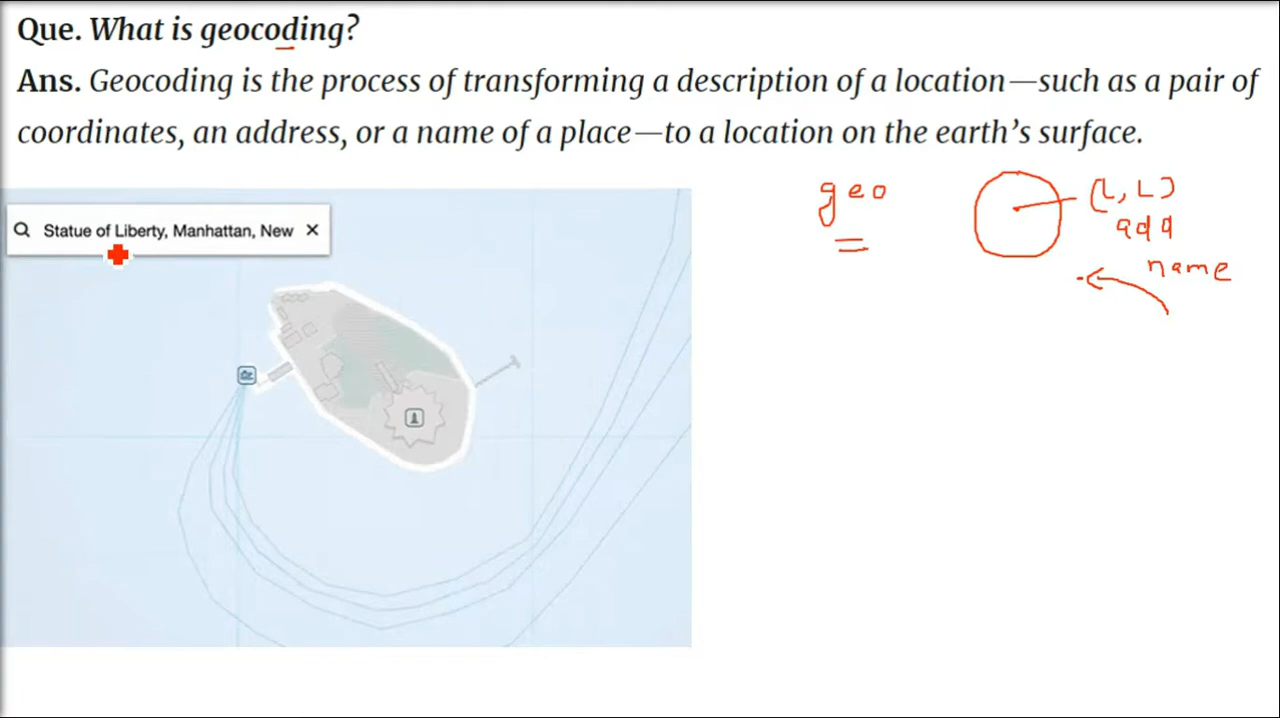 Que. What is geocoding?
Ans. Geocoding is the process of transforming a description of a location—such as a pair of
coordinates, an address, or a name of a place—to a location on the earth's surface.
Statue of Liberty, Manhattan, New
geo
(L, L)
add
name